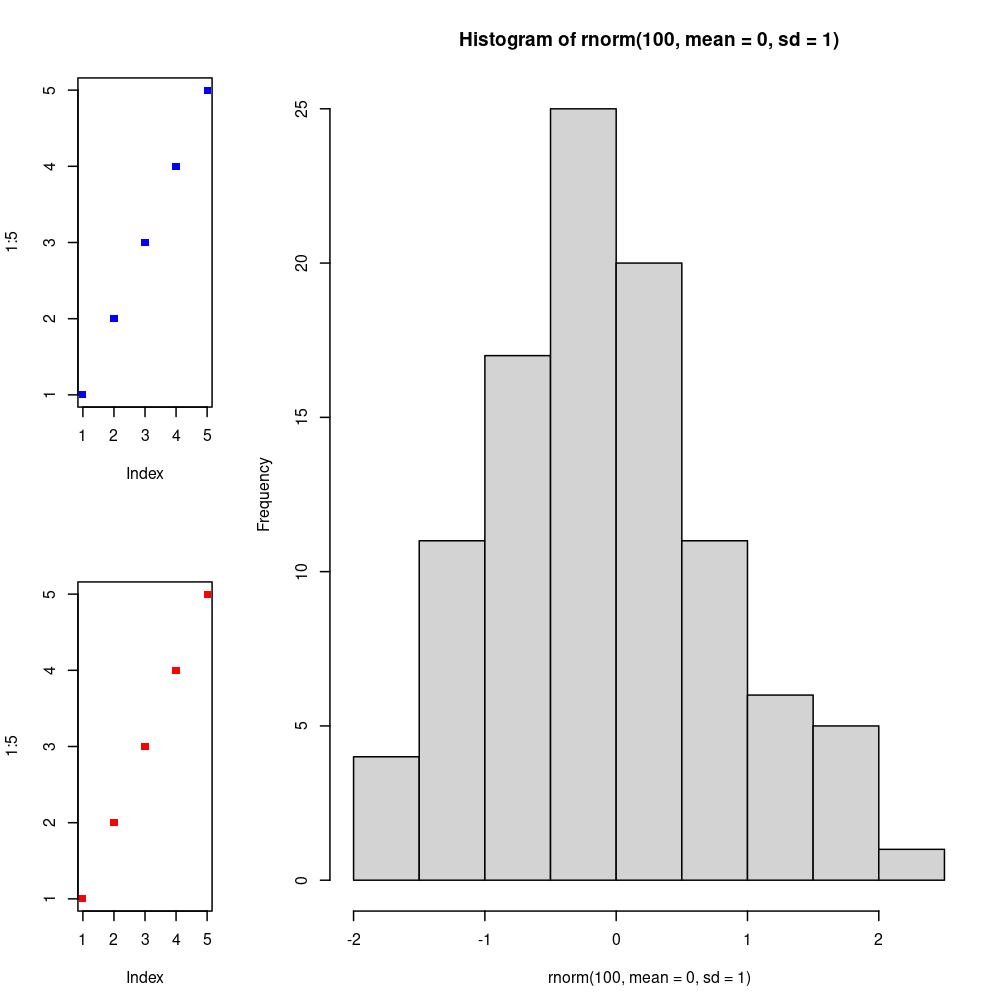 Histogram of rnorm(100, mean = 0, sd = 1)
5
4
3
2
1
1:5
1 2 3 4 5
Index
5
4
3
2
1
1:5
1 2 3 4 5
Index
25
20
15
10
5
0
Frequency
-2 -1 0 1 2
rnorm(100, mean = 0, sd = 1)